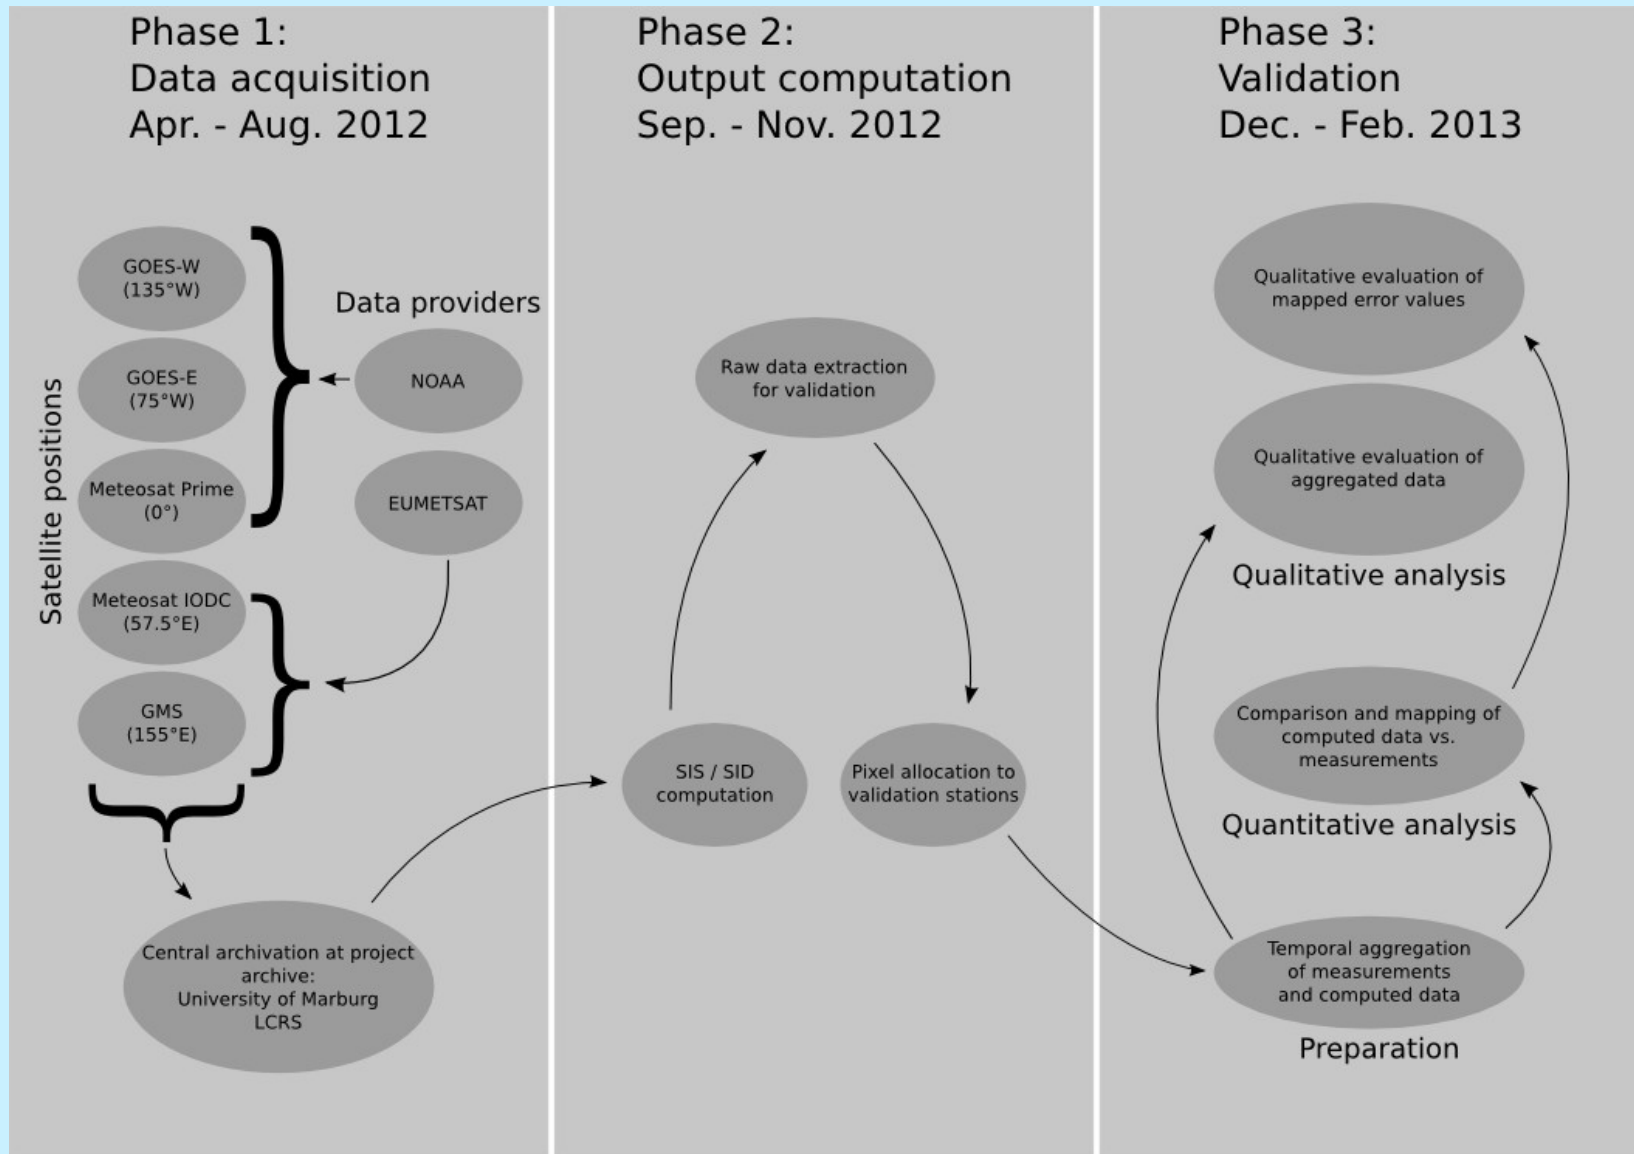 Phase 1:
Data acquisition
Apr. - Aug. 2012
Satellite positions
GOES-W
(135°W)
GOES-E
(75°W)
Meteosat Prime
(0°)
Meteosat IODC
(57.5°E)
GMS
(155°E)
Data providers
NOAA
EUMETSAT
Central archivation at project
archive:
University of Marburg
LCRS
Phase 2:
Output computation
Sep. - Nov. 2012
Raw data extraction
for validation
SIS / SID
computation
Pixel allocation to
validation stations
Phase 3:
Validation
Dec. - Feb. 2013
Qualitative evaluation of
mapped error values
Qualitative evaluation of
aggregated data
Qualitative analysis
Comparison and mapping of
computed data vs.
measurements
Quantitative analysis
Temporal aggregation
of measurements
and computed data
Preparation